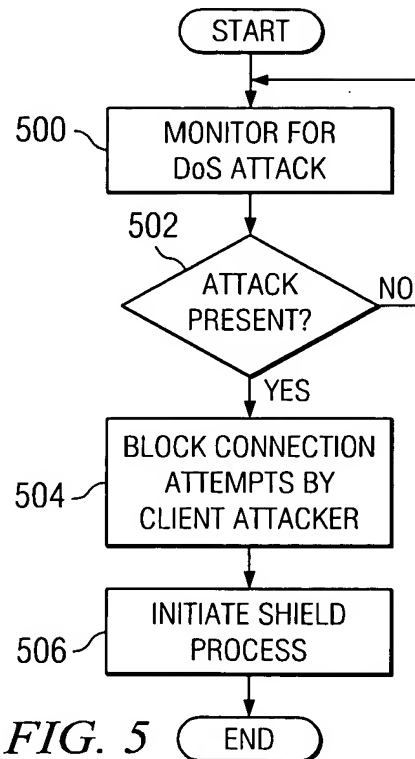 START
500
MONITOR FOR
DoS ATTACK
502
ATTACK
PRESENT?
NO
YES
504
BLOCK CONNECTION
ATTEMPTS BY
CLIENT ATTACKER
506
INITIATE SHIELD
PROCESS
FIG. 5
END